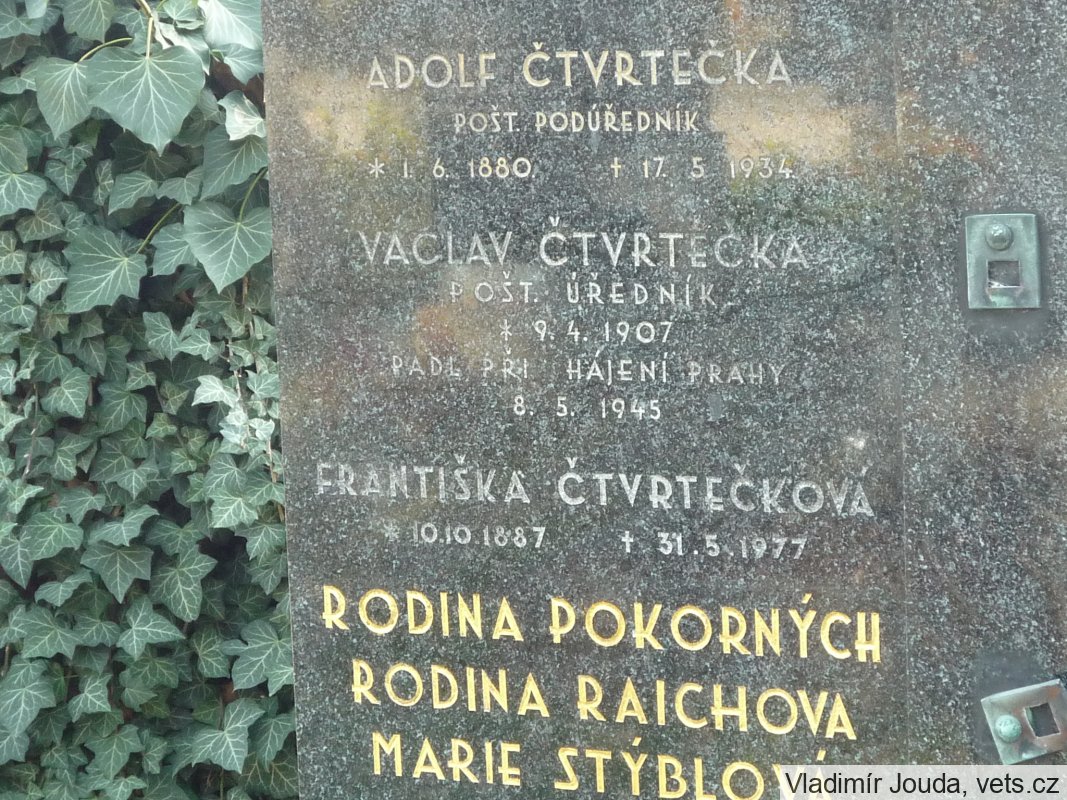 ADOLF ČTVRTEČKA
POŠT. PODÚŘEDNÍK
* 1. 6. 1880. † 17. 5 1934.
VACLAV ČTVRTEČKA
POŠT. ÚŘEDNÍK
* 9. 4. 1907
PADL PŘI HÁJENÍ PRAHY
8. 5. 1945
FRANTIŠKA ČTVRTEČKOVÁ
* 10.10.1887. † 31.5.1977
RODINA POKORNÝCH
RODINA RAICHOVA
MARIE STÝBLOVÁ
Vladimír Jouda, vets.cz